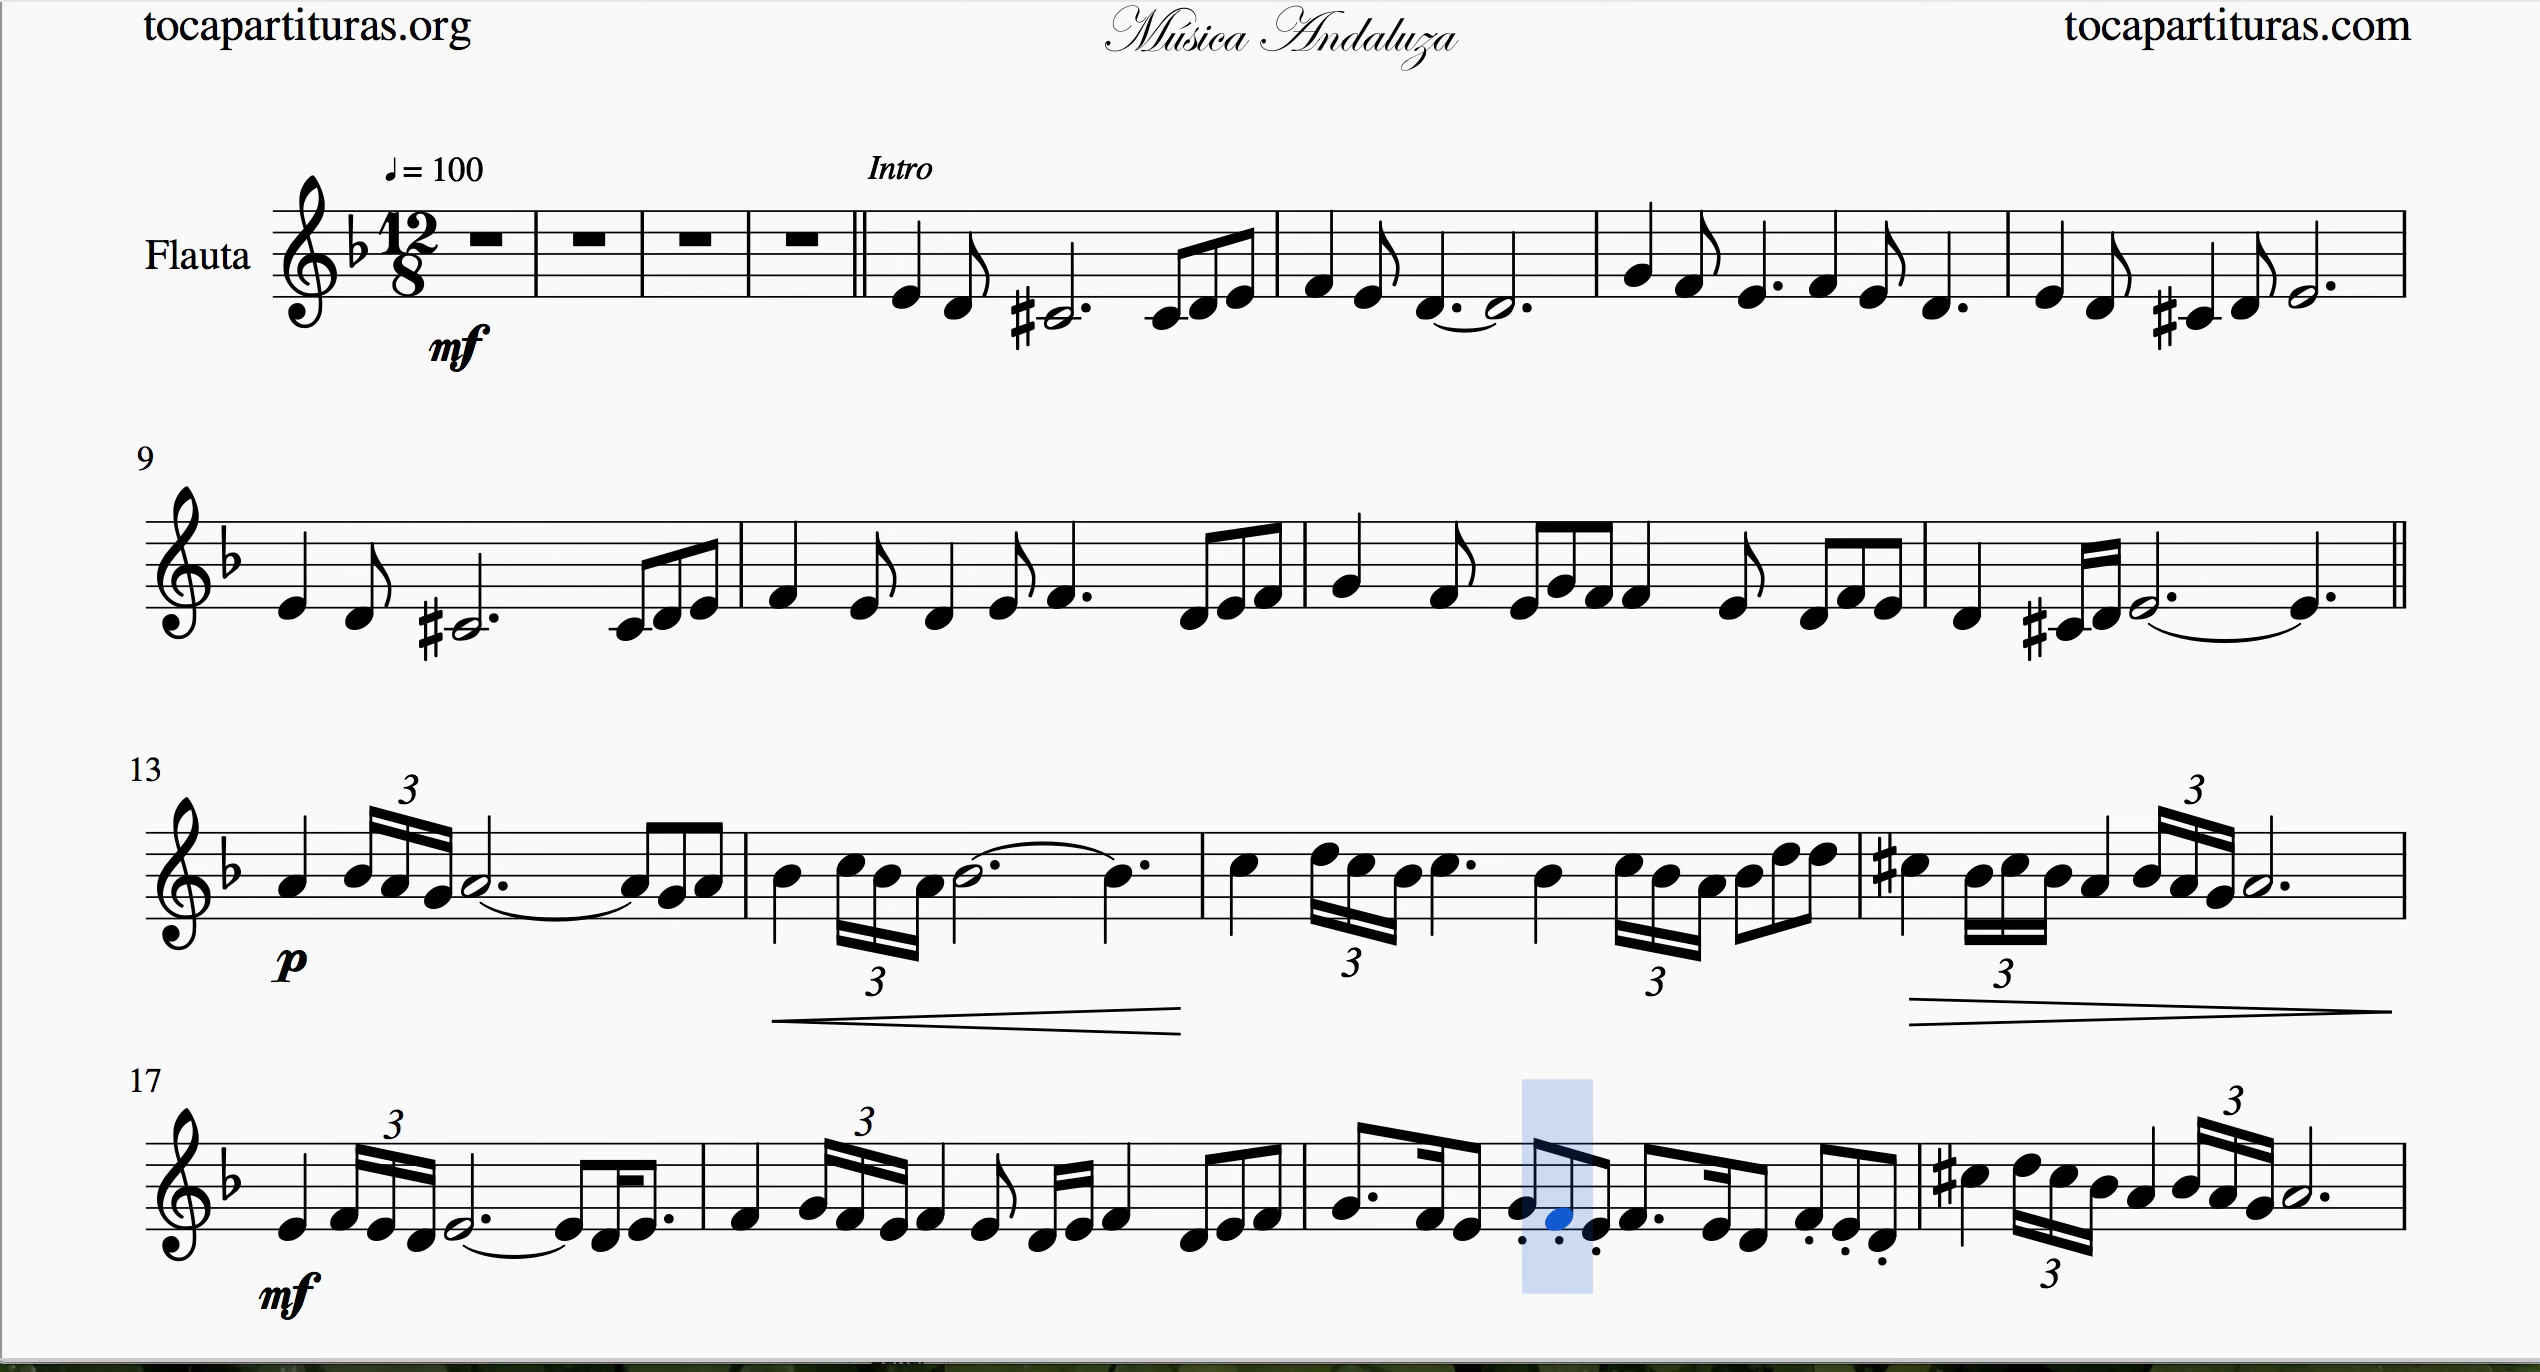 tocapartituras.org Música Andaluza tocapartituras.com
♩= 100 Intro
Flauta 12 8
mf
9
13 3 3
p 3 3 3 3
17 3 3 3
mf 3